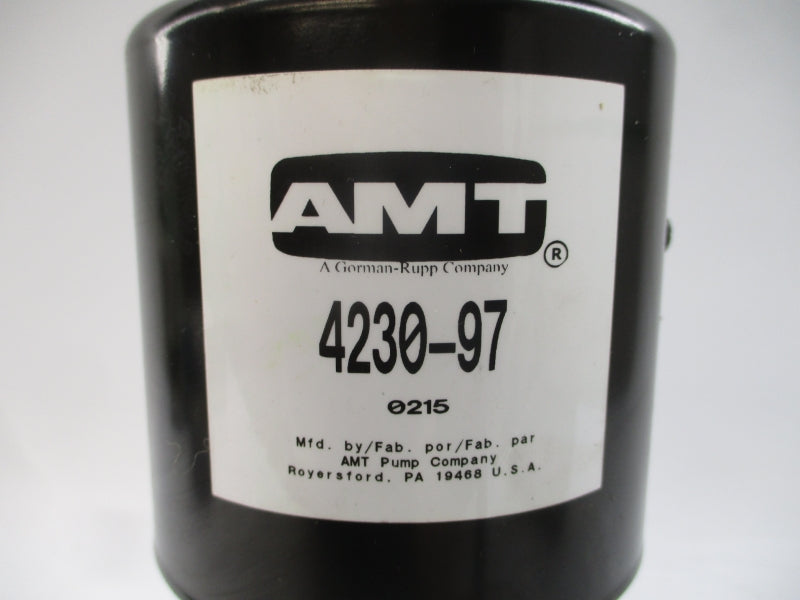 AMT
®
A Gorman-Rupp Company
4230-97
0215
Mfd. by/Fab. por/Fab. par
AMT Pump Company
Royersford, PA 19468 U.S.A.